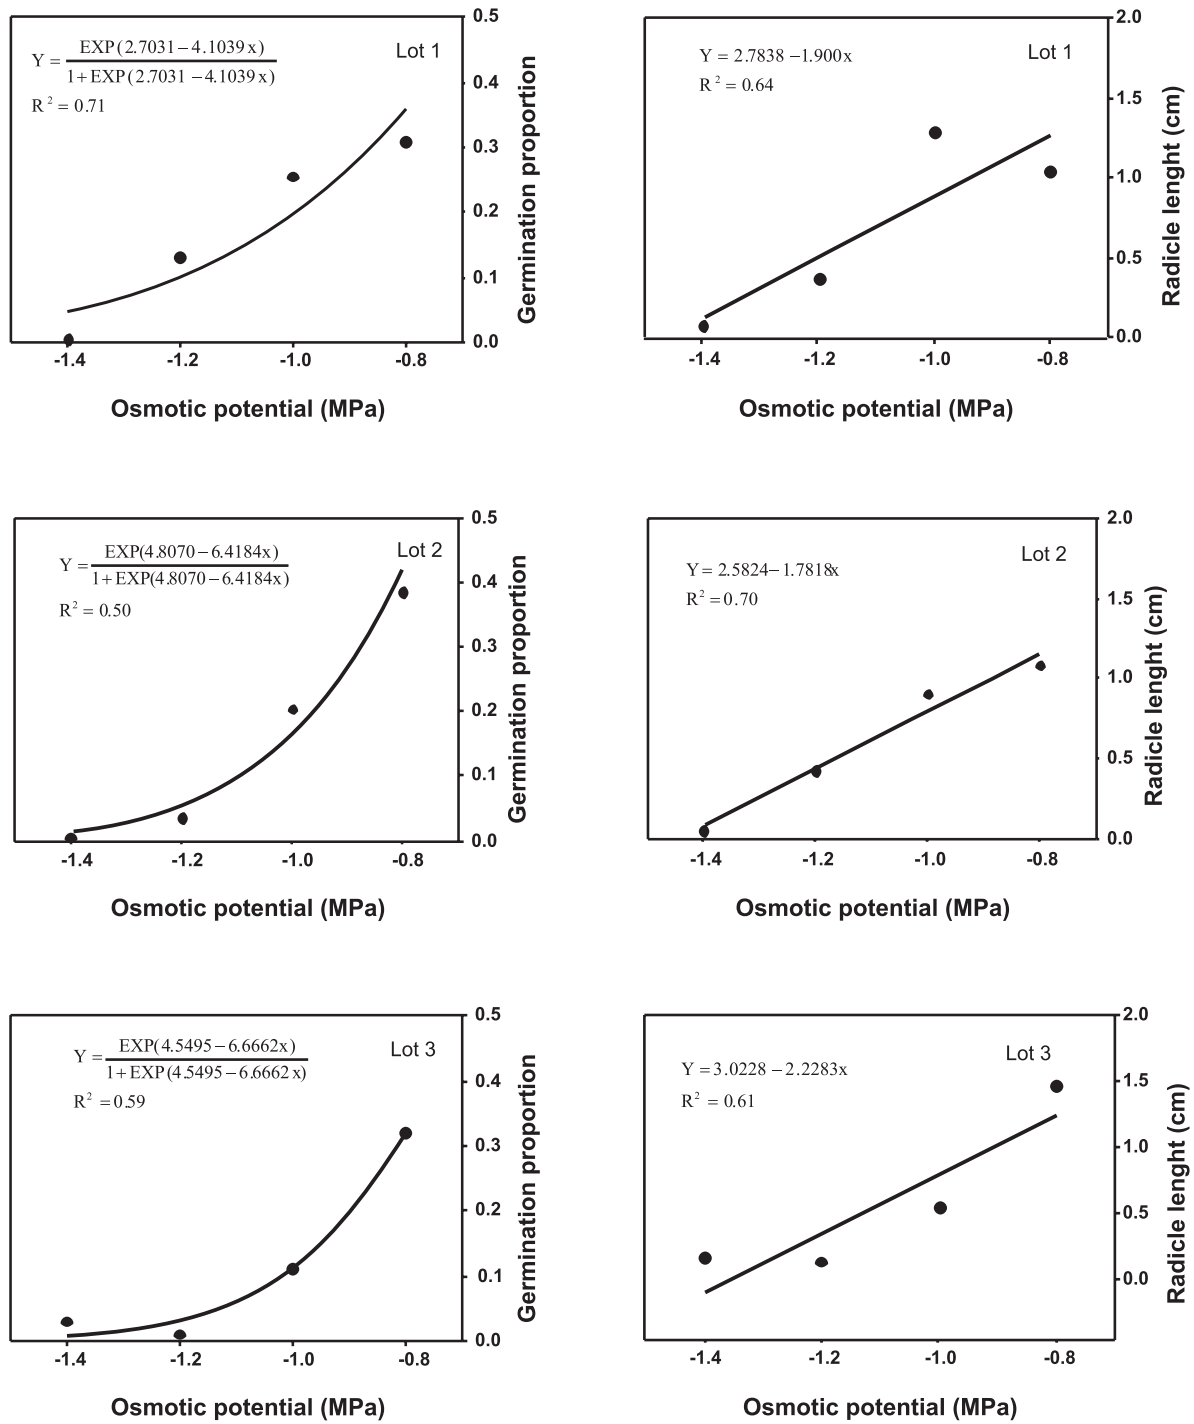 Y = EXP(2.7031−4.1039x)
1+EXP(2.7031−4.1039x)
R² = 0.71
Lot 1
0.5
0.4
0.3
0.2
0.1
0.0
Germination proportion
-1.4 -1.2 -1.0 -0.8
Osmotic potential (MPa)
Y = 2.7838 −1.900x
R² = 0.64
Lot 1
2.0
1.5
1.0
0.5
0.0
Radicle lenght (cm)
-1.4 -1.2 -1.0 -0.8
Osmotic potential (MPa)
Y = EXP(4.8070−6.4184x)
1+EXP(4.8070−6.4184x)
R² = 0.50
Lot 2
0.5
0.4
0.3
0.2
0.1
0.0
Germination proportion
-1.4 -1.2 -1.0 -0.8
Osmotic potential (MPa)
Y = 2.5824−1.7818x
R² = 0.70
Lot 2
2.0
1.5
1.0
0.5
0.0
Radicle lenght (cm)
-1.4 -1.2 -1.0 -0.8
Osmotic potential (MPa)
Y = EXP(4.5495−6.6662x)
1+EXP(4.5495−6.6662x)
R² = 0.59
Lot 3
0.5
0.4
0.3
0.2
0.1
0.0
Germination proportion
-1.4 -1.2 -1.0 -0.8
Osmotic potential (MPa)
Y = 3.0228 −2.2283x
R² = 0.61
Lot 3
2.0
1.5
1.0
0.5
0.0
Radicle lenght (cm)
-1.4 -1.2 -1.0 -0.8
Osmotic potential (MPa)